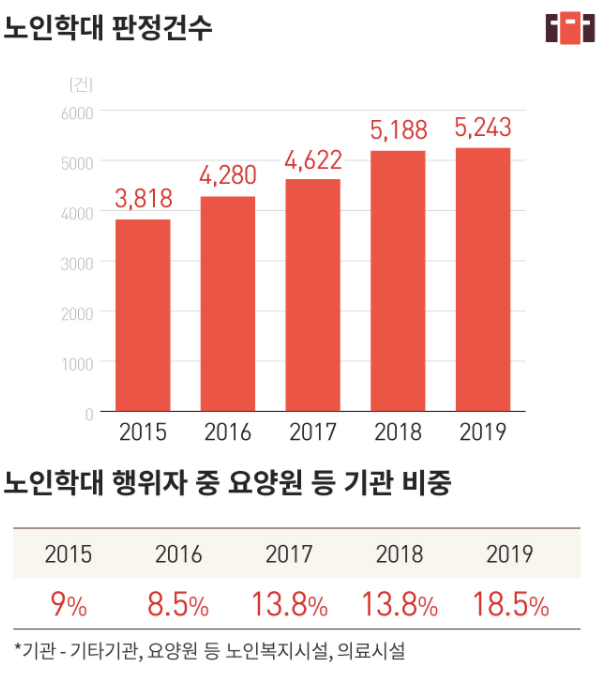 노인학대 판정건수
(건)
6000
5000
4000
3000
2000
1000
0
3,818
4,280
4,622
5,188
5,243
2015 2016 2017 2018 2019
노인학대 행위자 중 요양원 등 기관 비중
2015 2016 2017 2018 2019
9% 8.5% 13.8% 13.8% 18.5%
*기관 - 기타기관, 요양원 등 노인복지시설, 의료시설